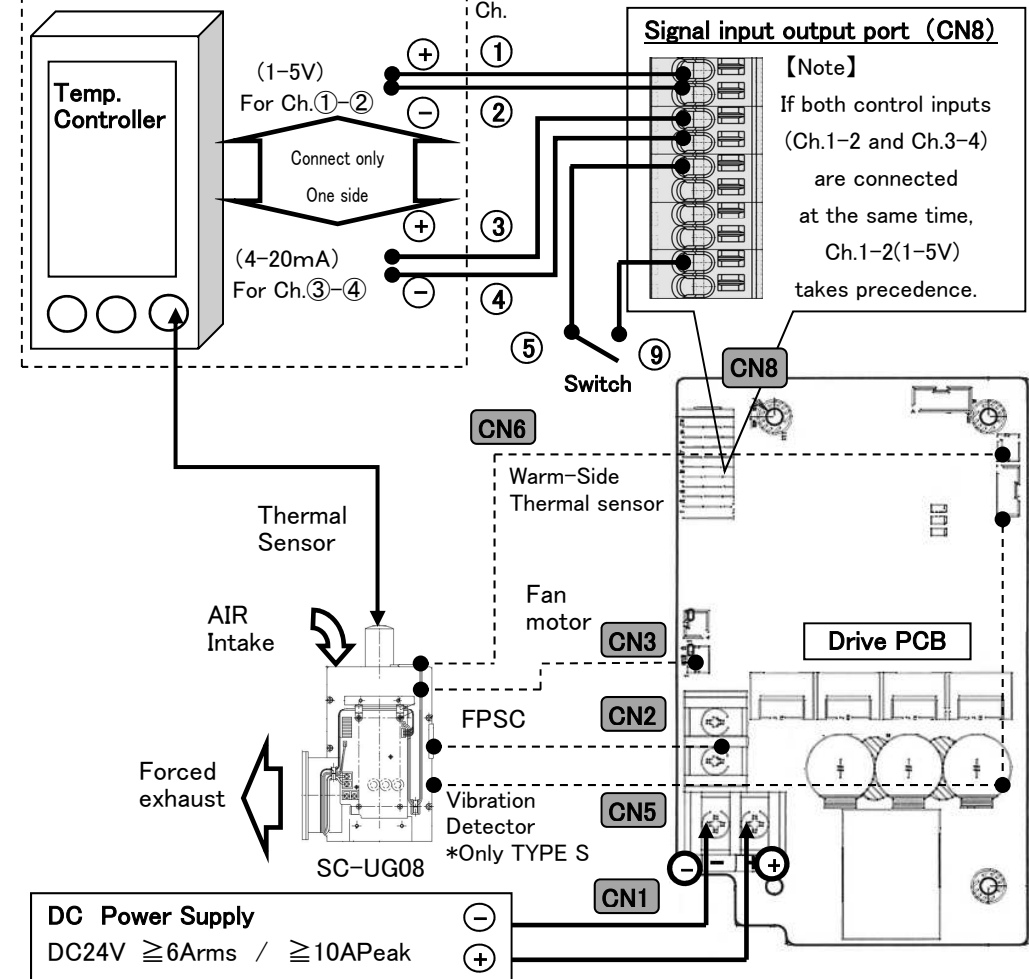 Ch.
Signal input output port（CN8）
【Note】
If both control inputs
（Ch.1-2 and Ch.3-4）
are connected
at the same time,
Ch.1-2(1-5V)
takes precedence.
Temp.
Controller
（1-5V）
For Ch.①-②
+
①
-
②
Connect only
One side
+
③
（4-20mA）
For Ch.③-④
-
④
⑤
⑨
Switch
CN8
CN6
Warm-Side
Thermal sensor
Thermal
Sensor
AIR
Intake
Fan
motor
CN3
Drive PCB
CN2
FPSC
Forced
exhaust
CN5
Vibration
Detector
*Only TYPE S
SC-UG08
-
- +
+
CN1
DC Power Supply
-
DC24V ≧6Arms / ≧10APeak
+